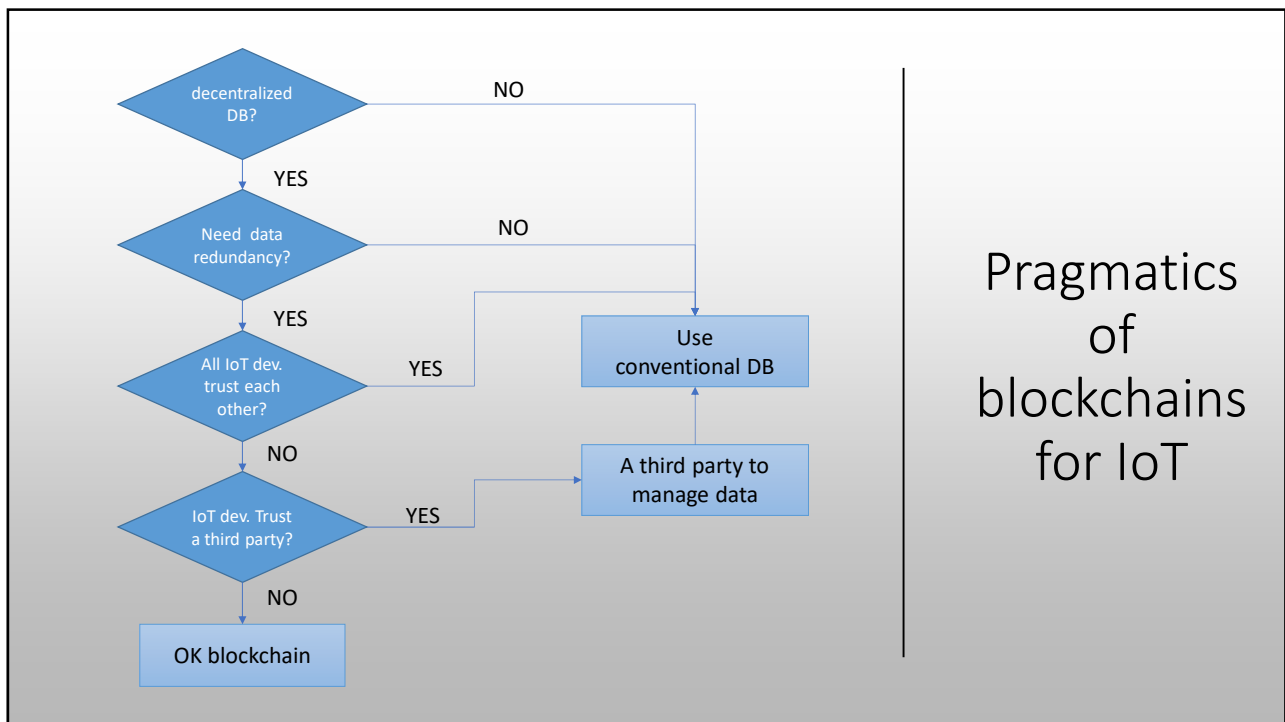 decentralized
DB?
NO
YES
Need data
redundancy?
NO
YES
All IoT dev.
trust each
other?
YES
Use
conventional DB
NO
IoT dev. Trust
a third party?
YES
A third party to
manage data
NO
OK blockchain
Pragmatics
of
blockchains
for IoT